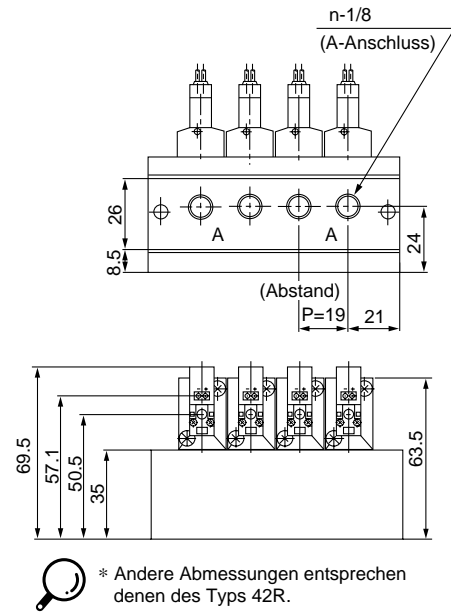 n-1/8
(A-Anschluss)
26
8.5
A
A
24
(Abstand)
P=19
21
69.5
57.1
50.5
35
- +
- +
- +
- +
63.5
* Andere Abmessungen entsprechen
denen des Typs 42R.